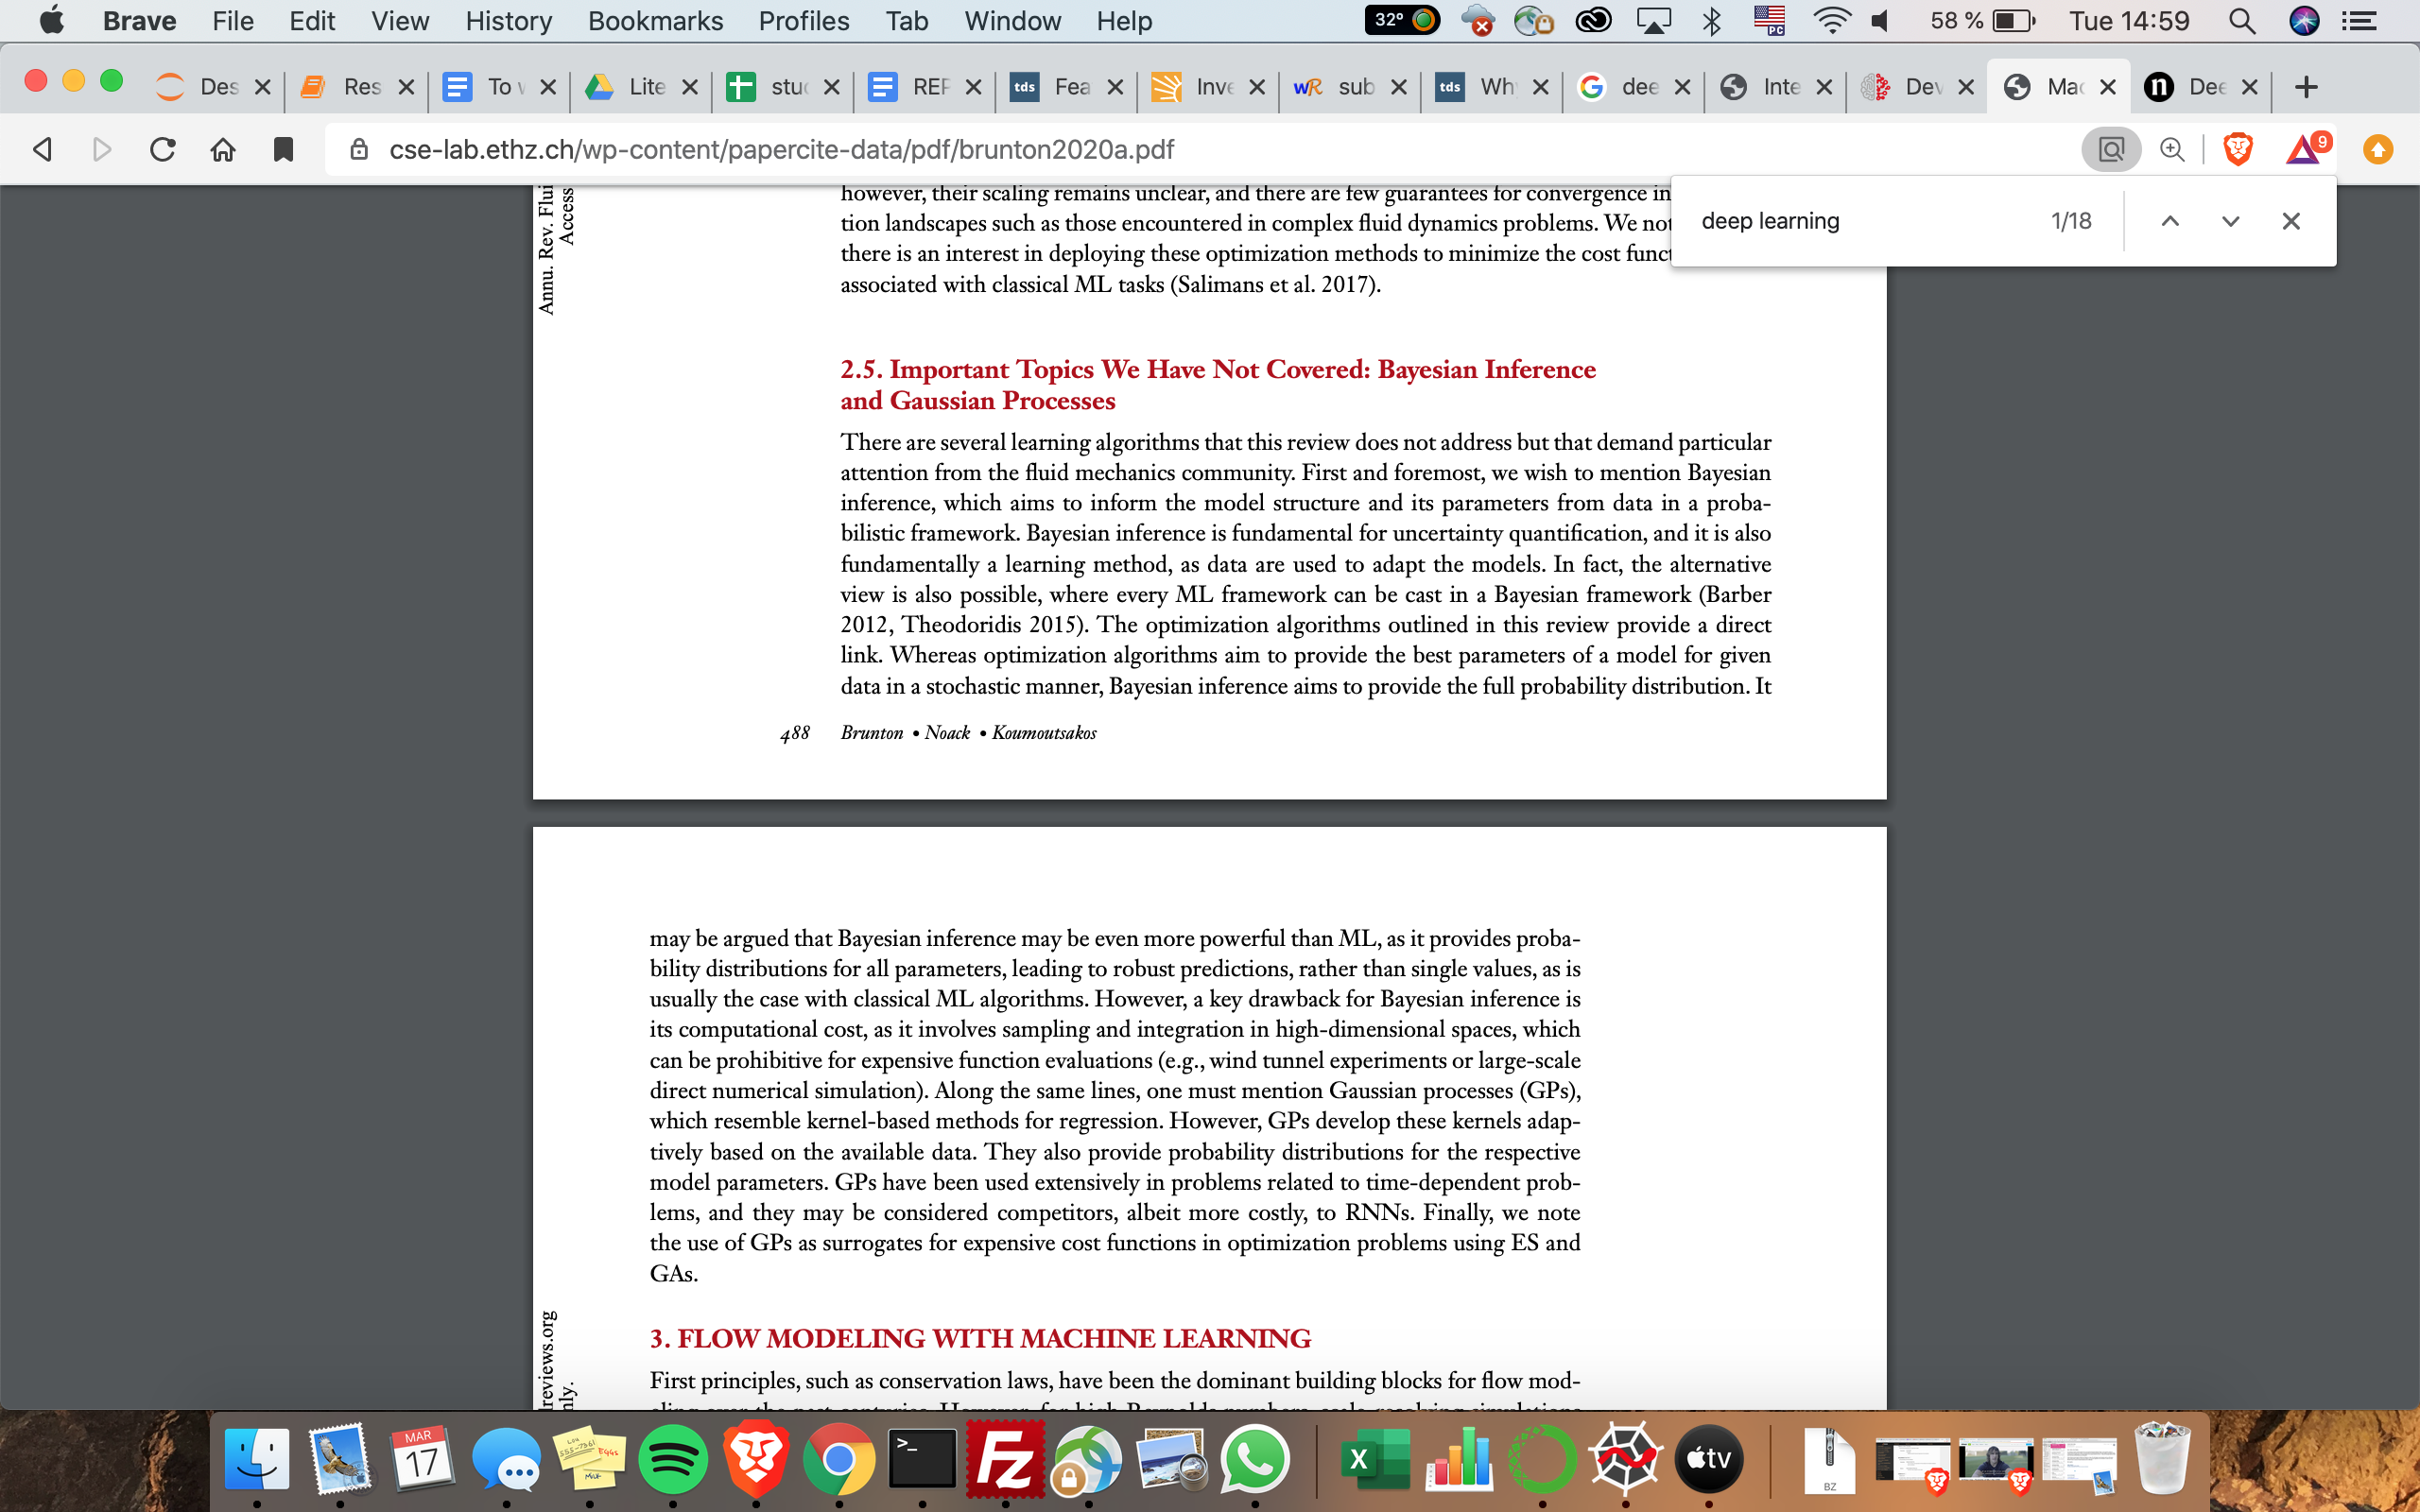 Brave File Edit View History Bookmarks Profiles Tab Window Help 32° PC 58 % Tue 14:59
Des Res To Lite REF tds Fea Inve wR sub tds Wh G dee Inte Dev Mac n Dee
cse-lab.ethz.ch/wp-content/papercite-data/pdf/brunton2020a.pdf 9
deep learning 1/18
Annu. Rev. Flui
Access
however, their scaling remains unclear, and there are few guarantees for convergence in
tion landscapes such as those encountered in complex fluid dynamics problems. We not
there is an interest in deploying these optimization methods to minimize the cost funct
associated with classical ML tasks (Salimans et al. 2017).
2.5. Important Topics We Have Not Covered: Bayesian Inference
and Gaussian Processes
There are several learning algorithms that this review does not address but that demand particular
attention from the fluid mechanics community. First and foremost, we wish to mention Bayesian
inference, which aims to inform the model structure and its parameters from data in a proba-
bilistic framework. Bayesian inference is fundamental for uncertainty quantification, and it is also
fundamentally a learning method, as data are used to adapt the models. In fact, the alternative
view is also possible, where every ML framework can be cast in a Bayesian framework (Barber
2012, Theodoridis 2015). The optimization algorithms outlined in this review provide a direct
link. Whereas optimization algorithms aim to provide the best parameters of a model for given
data in a stochastic manner, Bayesian inference aims to provide the full probability distribution. It
488 Brunton • Noack • Koumoutsakos
may be argued that Bayesian inference may be even more powerful than ML, as it provides proba-
bility distributions for all parameters, leading to robust predictions, rather than single values, as is
usually the case with classical ML algorithms. However, a key drawback for Bayesian inference is
its computational cost, as it involves sampling and integration in high-dimensional spaces, which
can be prohibitive for expensive function evaluations (e.g., wind tunnel experiments or large-scale
direct numerical simulation). Along the same lines, one must mention Gaussian processes (GPs),
which resemble kernel-based methods for regression. However, GPs develop these kernels adap-
tively based on the available data. They also provide probability distributions for the respective
model parameters. GPs have been used extensively in problems related to time-dependent prob-
lems, and they may be considered competitors, albeit more costly, to RNNs. Finally, we note
the use of GPs as surrogates for expensive cost functions in optimization problems using ES and
GAs.
3. FLOW MODELING WITH MACHINE LEARNING
First principles, such as conservation laws, have been the dominant building blocks for flow mod-
lreviews.org
nly.
MAR
17
>_
Fz
X
tv
BZ